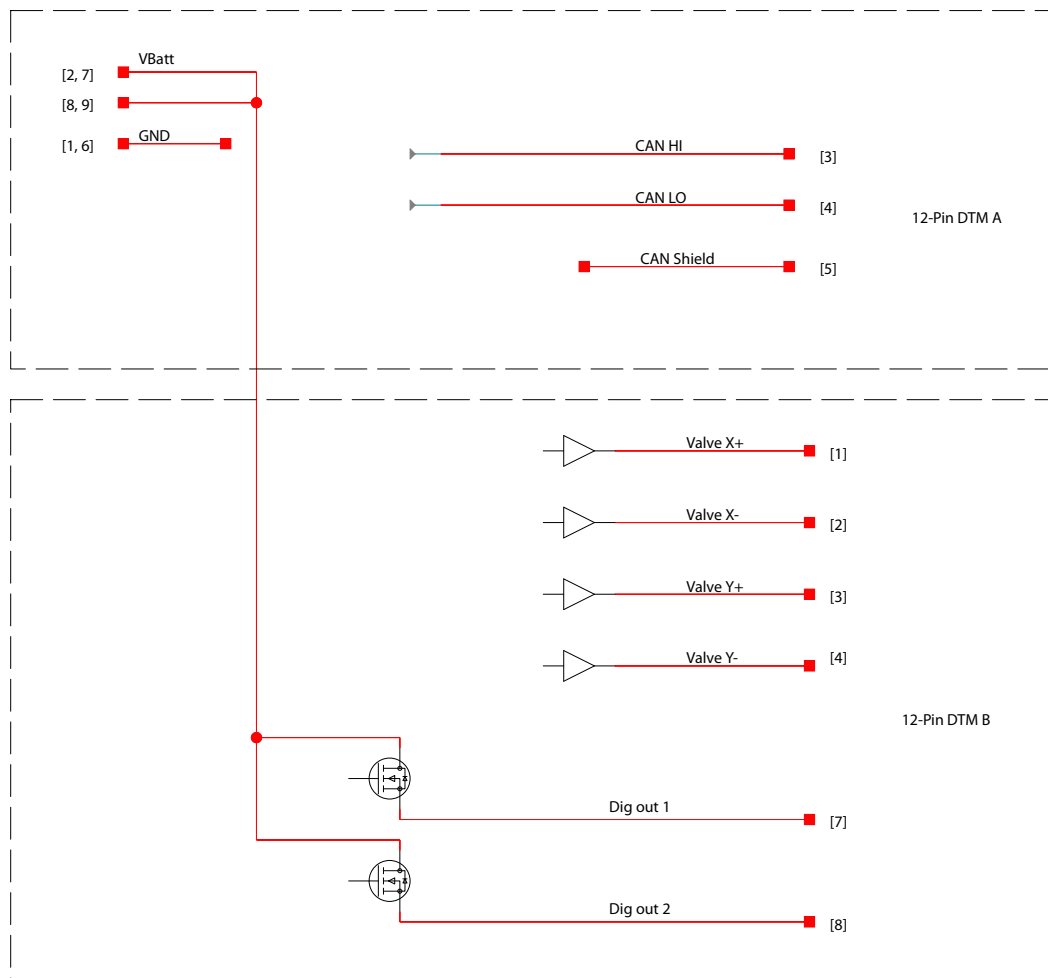 VBatt
[2, 7]
[8, 9]
[1, 6]
GND
CAN HI
[3]
CAN LO
[4]
12-Pin DTM A
CAN Shield
[5]
Valve X+
[1]
Valve X-
[2]
Valve Y+
[3]
Valve Y-
[4]
12-Pin DTM B
Dig out 1
[7]
Dig out 2
[8]